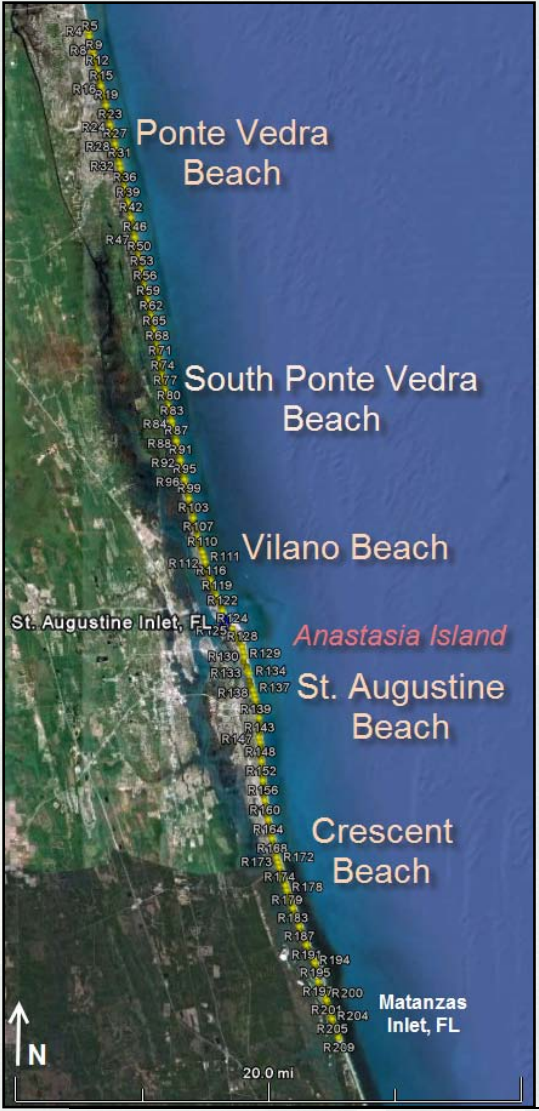 R5
R4
R9
R8
R12
R15
R16
R19
R23
R24
R27
Ponte Vedra
Beach
R28
R31
R32
R36
R39
R42
R46
R47
R50
R53
R56
R59
R62
R65
R68
R71
R74
R77
South Ponte Vedra
Beach
R80
R83
R84
R87
R88
R91
R92
R95
R96
R99
R103
R107
R110
Vilano Beach
R111
R112
R116
R119
R122
R124
St. Augustine Inlet, FL
R125
R128
Anastasia Island
R129
R130
R134
R133
R137
R138
St. Augustine
Beach
R139
R143
R147
R148
R152
R156
R160
R164
Crescent
Beach
R168
R172
R173
R174
R178
R179
R183
R187
R191
R194
R195
R197
R200
R201
R204
R205
R209
Matanzas
Inlet, FL
N
20.0 mi